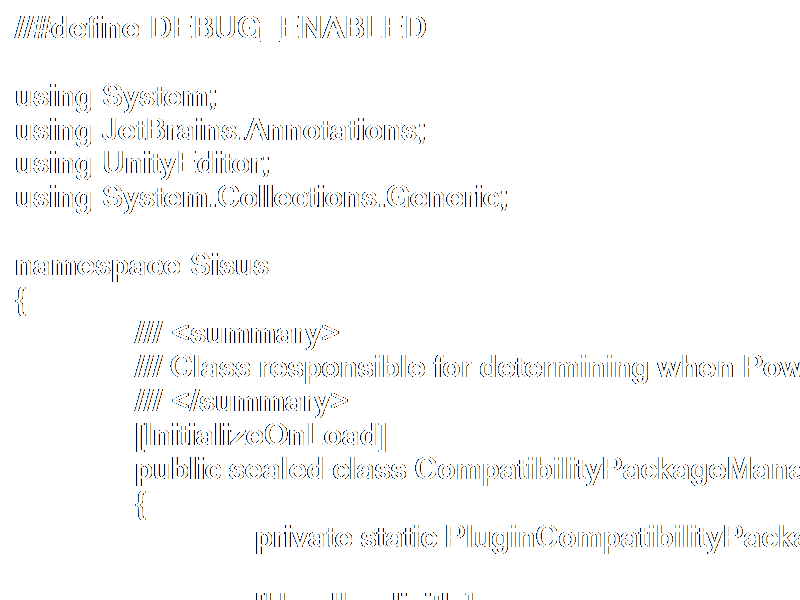 //#define DEBUG_ENABLED
using System;
using JetBrains.Annotations;
using UnityEditor;
using System.Collections.Generic;
namespace Sisus
{
/// <summary>
/// Class responsible for determining when Pow
/// </summary>
[InitializeOnLoad]
public sealed class CompatibilityPackageMana
{
private static PluginCompatibilityPacka